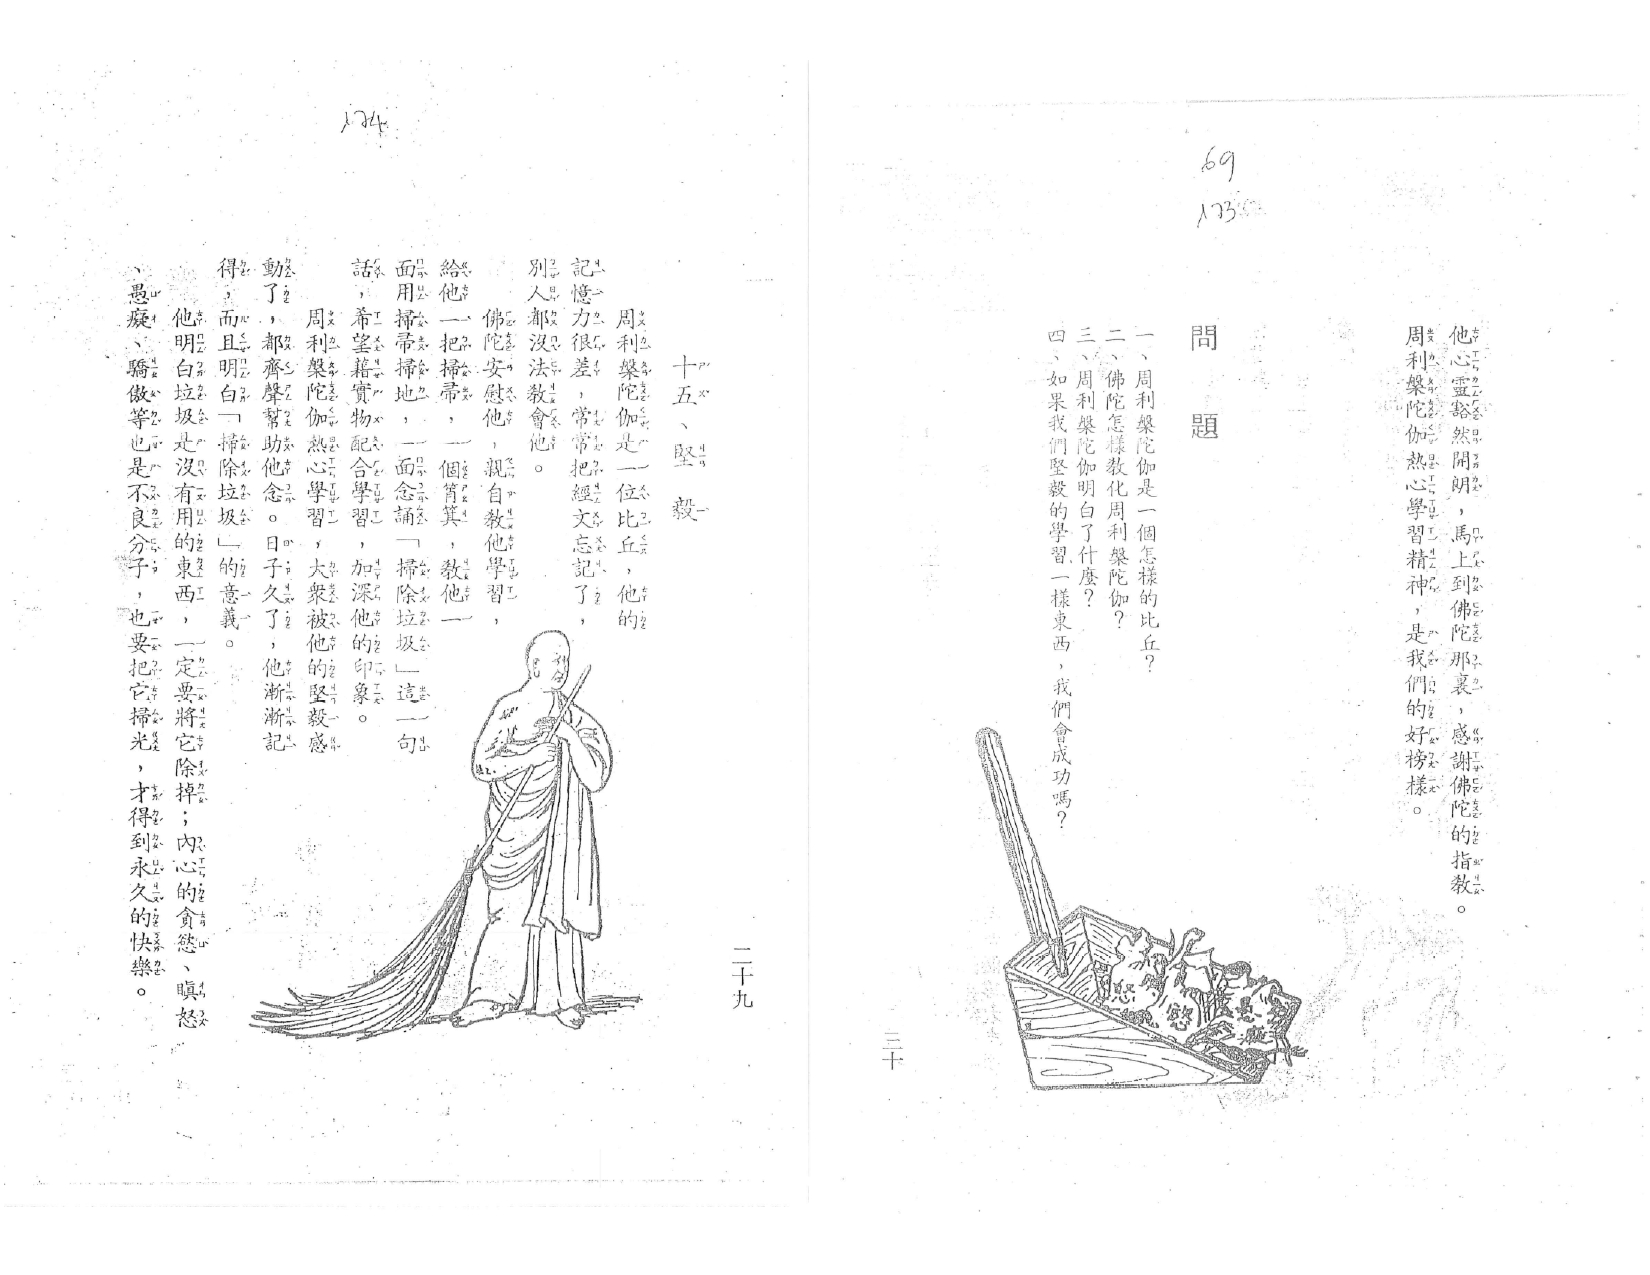 174
二十九
十五、堅毅
周利槃陀伽是一位比丘，他的
記憶力很差，常常把經文忘記了，
別人都沒法教會他。
佛陀安慰他，親自教他學習，
給他一把掃帚，一個筲箕，教他一
面用掃帚掃地，一面念誦「掃除垃圾」這一句
話，希望藉實物配合學習，加深他的印象。
周利槃陀伽熱心學習，大衆被他的堅毅感
動了，都齊聲幫助他念。日子久了，他漸漸記
得，而且明白「掃除垃圾」的意義。
他明白垃圾是沒有用的東西，一定要將它除掉；內心的貪慾、瞋怒
、愚癡、驕傲等也是不良分子，也要把它掃光，才得到永久的快樂。
69
173
他心靈豁然開朗，馬上到佛陀那裏，感謝佛陀的指教。
周利槃陀伽熱心學習精神，是我們的好榜樣。
問題
一、周利槃陀伽是一個怎樣的比丘？
二、佛陀怎樣教化周利槃陀伽？
三、周利槃陀伽明白了什麼？
四、如果我們堅毅的學習一樣東西，我們會成功嗎？
怒
慾
癡
三十